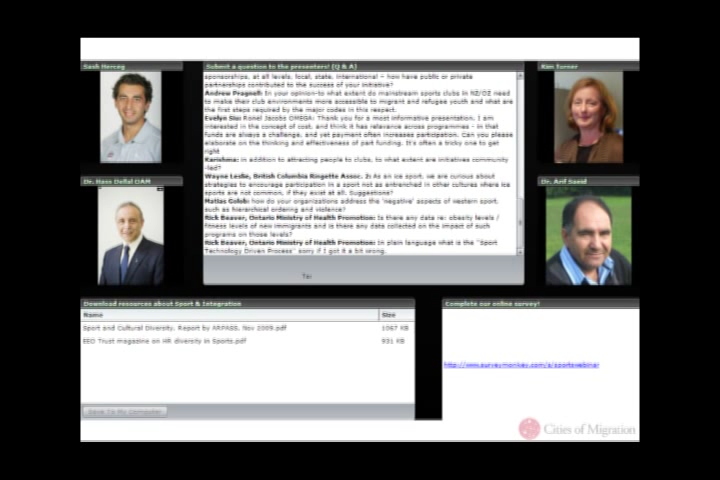 Sash Herceg
Submit a question to the presenters! (Q & A)
Kim Turner
sponsorships, at all levels, local, state, international - how have public or private
partnerships contributed to the success of your initiative?
Andrew Pragnell: In your opinion-to what extent do mainstream sports clubs in NZ/OZ need
to make their club environments more accessible to migrant and refugee youth and what are
the first steps required by the major codes in this respect.
Evelyn Siu: Ronel Jacobs OMEGA: Thank you for a most informative presentation. I am
interested in the concept of cost, and think it has relevance across programmes - in that
funds are always a challenge, and yet payment often increases participation. Can you please
elaborate on the thinking and effectiveness of part funding. It's often a tricky one to get
right
Karishma: in addition to attracting people to clubs, to what extent are initiatives community
-led?
Wayne Leslie, British Columbia Ringette Assoc. 2: As an ice sport, we are curious about
strategies to encourage participation in a sport not as entrenched in other cultures where ice
sports are not common, if they exist at all. Suggestions?
Matias Golob: how do your organizations address the 'negative' aspects of western sport,
such as hierarchical ordering and violence?
Rick Beaver, Ontario Ministry of Health Promotion: Is there any data re: obesity levels /
fitness levels of new immigrants and is there any data collected on the impact of such
programs on those levels?
Rick Beaver, Ontario Ministry of Health Promotion: In plain language what is the "Sport
Technology Driven Process" sorry if I got it a bit wrong.
Dr. Hass Dellal OAM
Dr. Arif Saeid
To:
Download resources about Sport & Integration
Complete our online survey!
Name Size
Sport and Cultural Diversity. Report by ARPASS, Nov 2009.pdf 1067 KB
EEO Trust magazine on HR diversity in Sports.pdf 931 KB
http://www.surveymonkey.com/s/sportswebinar
Save To My Computer
Cities of Migration